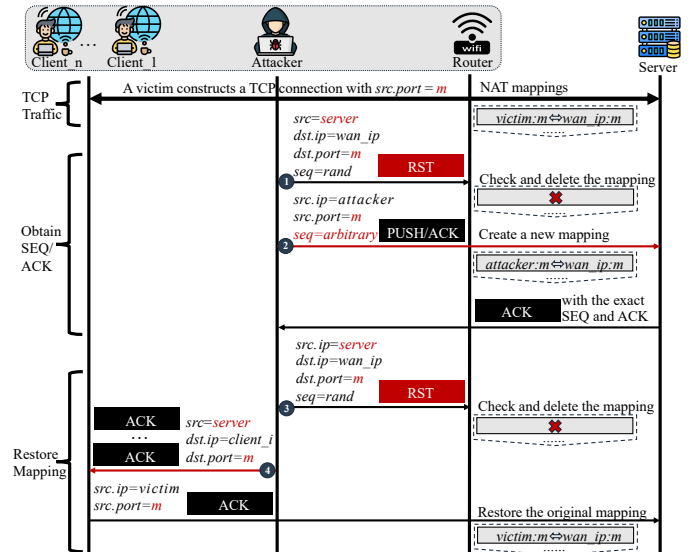 Client_n ... Client_1 Attacker Router Server
wifi
TCP
Traffic
A victim constructs a TCP connection with src.port = m
NAT mappings
victim:m⇔wan_ip:m
......
src=server
dst.ip=wan_ip
dst.port=m
seq=rand
1
RST
Check and delete the mapping
......
Obtain
SEQ/
ACK
src.ip=attacker
src.port=m
seq=arbitrary
2
PUSH/ACK
Create a new mapping
attacker:m⇔wan_ip:m
......
ACK
with the exact
SEQ and ACK
src.ip=server
dst.ip=wan_ip
dst.port=m
seq=rand
3
RST
Check and delete the mapping
......
Restore
Mapping
ACK
...
ACK
src=server
dst.ip=client_i
dst.port=m
4
src.ip=victim
src.port=m
ACK
Restore the original mapping
victim:m⇔wan_ip:m
......